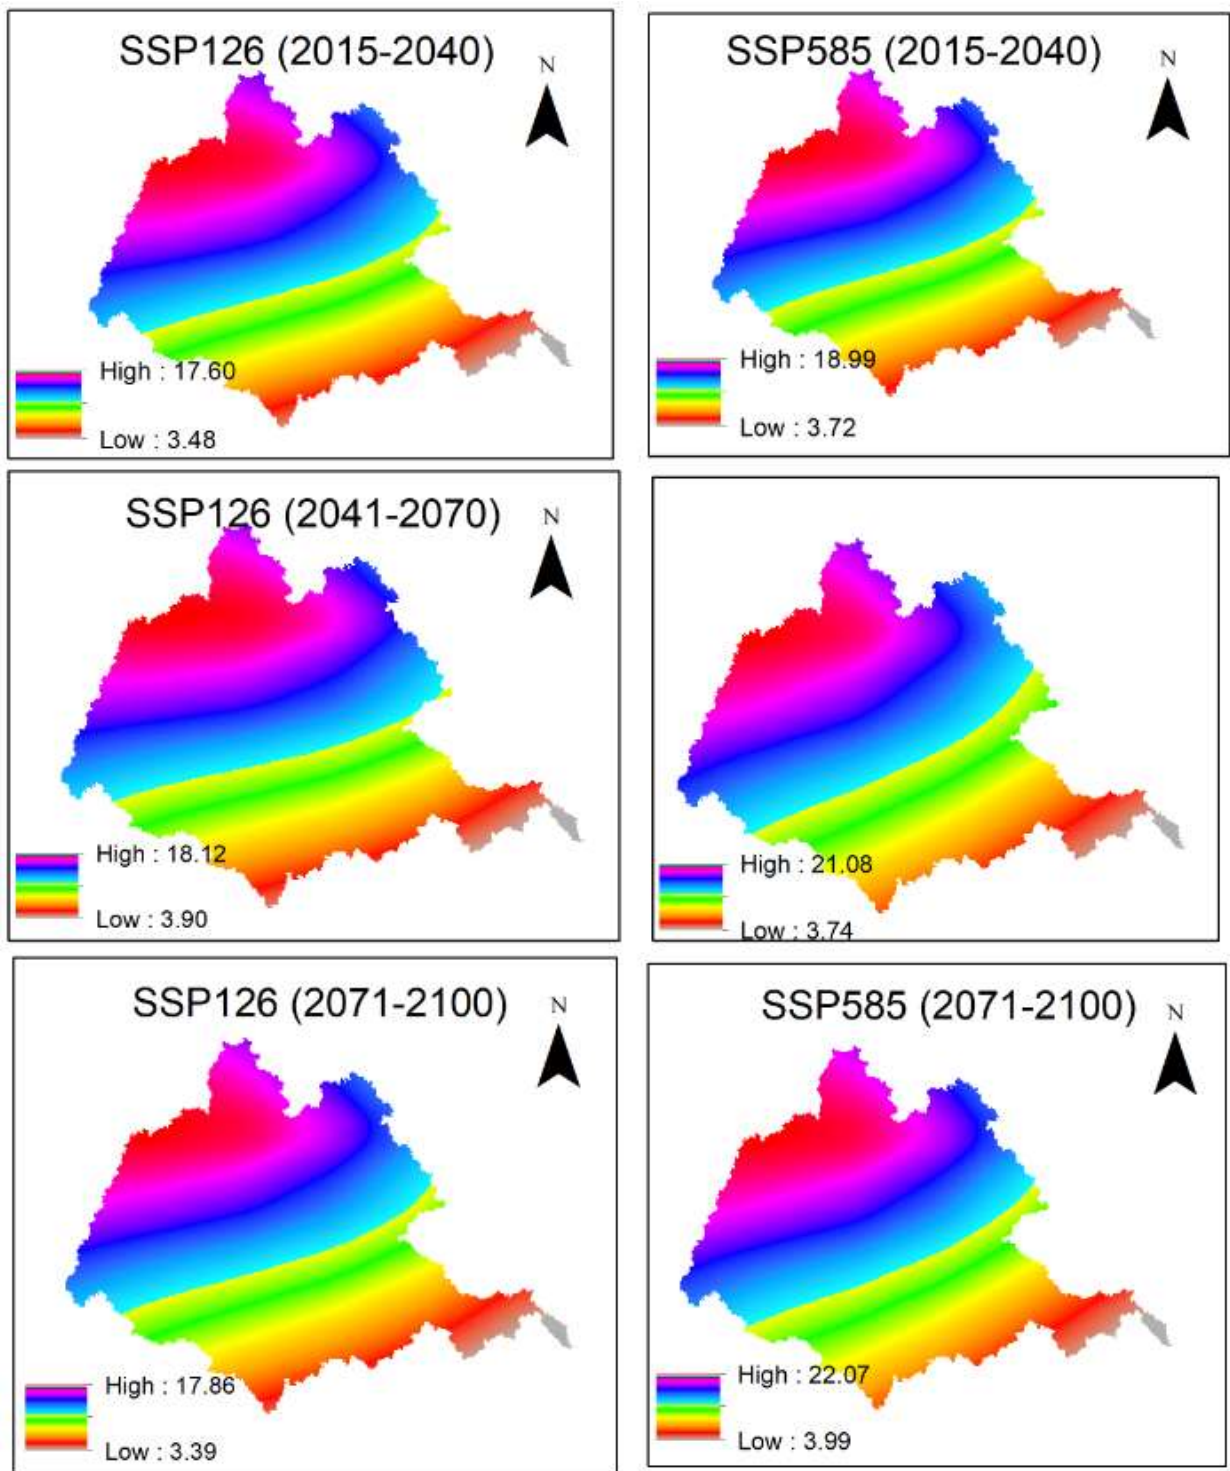 SSP126 (2015-2040)
N
High : 17.60
Low : 3.48
SSP585 (2015-2040)
N
High : 18.99
Low : 3.72
SSP126 (2041-2070)
N
High : 18.12
Low : 3.90
High : 21.08
Low : 3.74
SSP126 (2071-2100)
N
High : 17.86
Low : 3.39
SSP585 (2071-2100)
N
High : 22.07
Low : 3.99